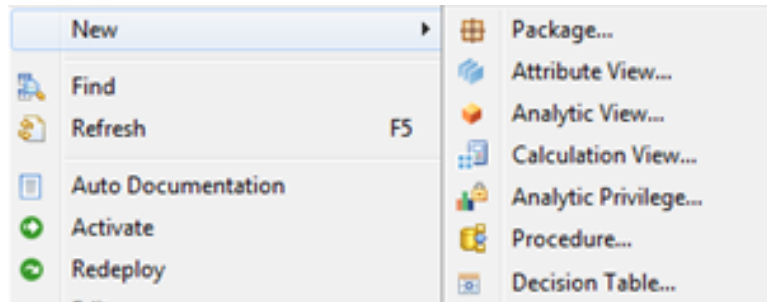 New
Find
Refresh F5
Auto Documentation
Activate
Redeploy
Package...
Attribute View...
Analytic View...
Calculation View...
Analytic Privilege...
Procedure...
Decision Table...